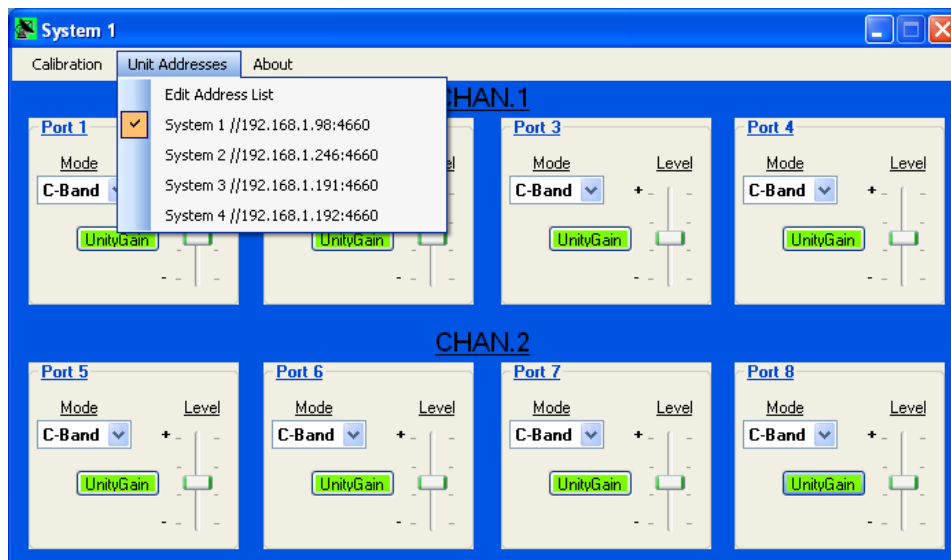 System 1
Calibration Unit Addresses About
Edit Address List
System 1 //192.168.1.98:4660
System 2 //192.168.1.246:4660
System 3 //192.168.1.191:4660
System 4 //192.168.1.192:4660
CHAN.1
Port 1 Port 3 Port 4
Mode Mode Level Mode Level
C-Band C-Band + C-Band +
UnityGain UnityGain UnityGain UnityGain
- - - -
CHAN.2
Port 5 Port 6 Port 7 Port 8
Mode Level Mode Level Mode Level Mode Level
C-Band + C-Band + C-Band + C-Band +
UnityGain UnityGain UnityGain UnityGain
- - - -